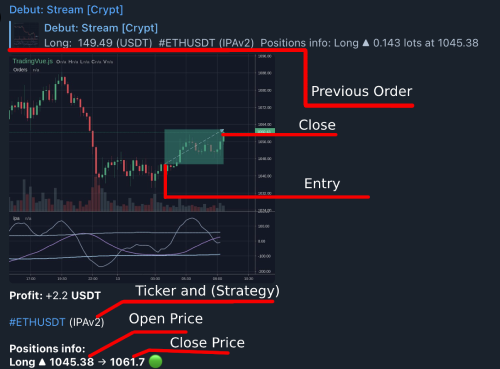 Debut: Stream [Crypt]
Debut: Stream [Crypt]
Long: 149.49 (USDT) #ETHUSDT (IPAv2) Positions info: Long ▲ 0.143 lots at 1045.38
TradingVue.js
Orders n/a
Previous Order
Close
Entry
n/a
Profit: +2.2 USDT
Ticker and (Strategy)
#ETHUSDT (IPAv2)
Open Price
Positions info:
Close Price
Long ▲ 1045.38 → 1061.7 🟢